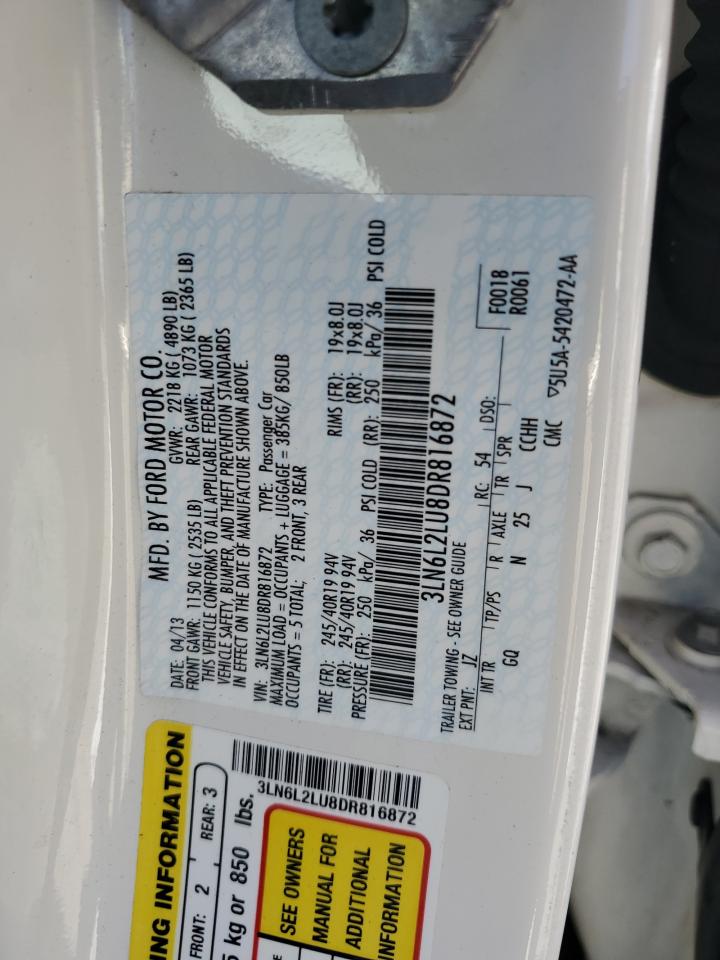 MFD. BY FORD MOTOR CO.
DATE: 04/13 GVWR: 2218 KG ( 4890 LB)
FRONT GAWR: 1150 KG ( 2535 LB) REAR GAWR: 1073 KG ( 2365 LB)
THIS VEHICLE CONFORMS TO ALL APPLICABLE FEDERAL MOTOR
VEHICLE SAFETY, BUMPER, AND THEFT PREVENTION STANDARDS
IN EFFECT ON THE DATE OF MANUFACTURE SHOWN ABOVE.
VIN: 3LN6L2LU8DR816872 TYPE: Passenger Car
MAXIMUM LOAD = OCCUPANTS + LUGGAGE = 385KG/ 850LB
OCCUPANTS = 5 TOTAL; 2 FRONT, 3 REAR
TIRE (FR): 245/40R19 94V RIMS (FR): 19x8.0J
(RR): 245/40R19 94V (RR): 19x8.0J
PRESSURE (FR): 250 kPa/ 36 PSI COLD (RR): 250 kPa/ 36 PSI COLD
3LN6L2LU8DR816872
TRAILER TOWING - SEE OWNER GUIDE F0018
EXT PNT: JZ RC: 54 DSO: R0061
INT TR TP/PS R AXLE TR SPR
GQ N 25 J CCHH
CMC ▽5U5A-5420472-AA
ING INFORMATION
FRONT: 2 REAR: 3
kg or 850 lbs.
3LN6L2LU8DR816872
SEE OWNERS
MANUAL FOR
ADDITIONAL
INFORMATION